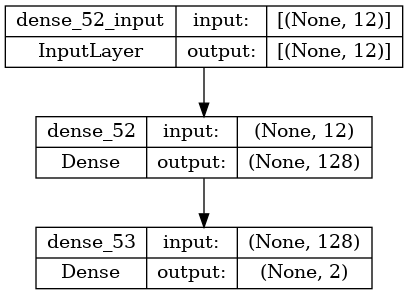 dense_52_input input: [(None, 12)]
InputLayer output: [(None, 12)]
dense_52 input: (None, 12)
Dense output: (None, 128)
dense_53 input: (None, 128)
Dense output: (None, 2)